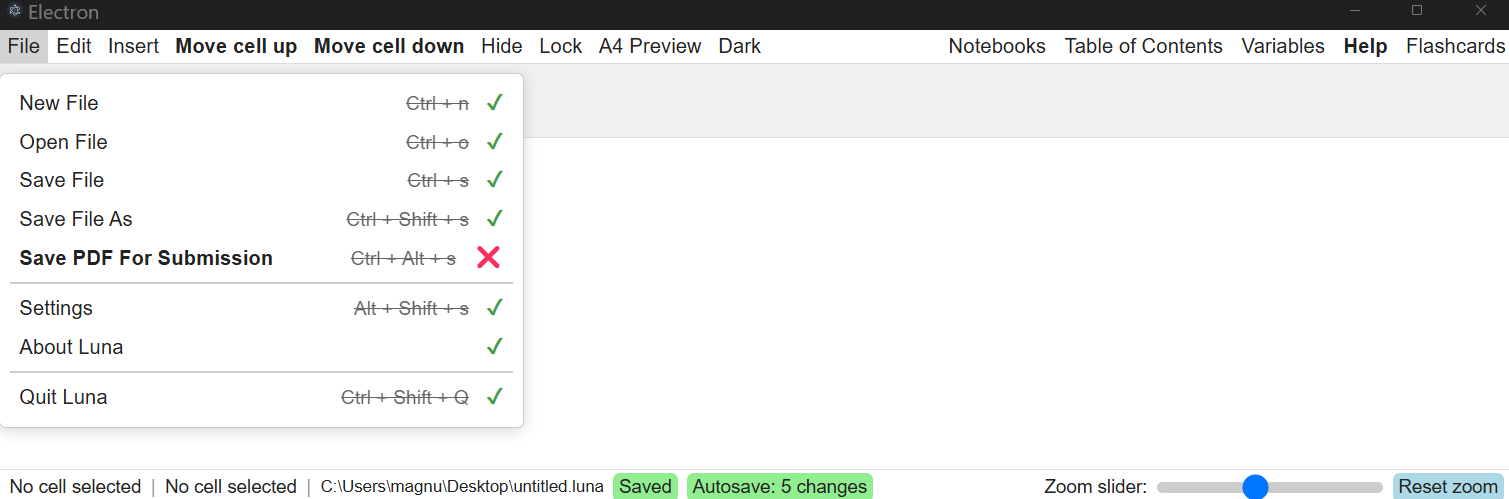 Electron
File Edit Insert Move cell up Move cell down Hide Lock A4 Preview Dark Notebooks Table of Contents Variables Help Flashcards
New File Ctrl + n ✓
Open File Ctrl + o ✓
Save File Ctrl + s ✓
Save File As Ctrl + Shift + s ✓
Save PDF For Submission Ctrl + Alt + s ❌
Settings Alt + Shift + s ✓
About Luna ✓
Quit Luna Ctrl + Shift + Q ✓
No cell selected | No cell selected | C:\Users\magnu\Desktop\untitled.luna Saved Autosave: 5 changes Zoom slider: Reset zoom